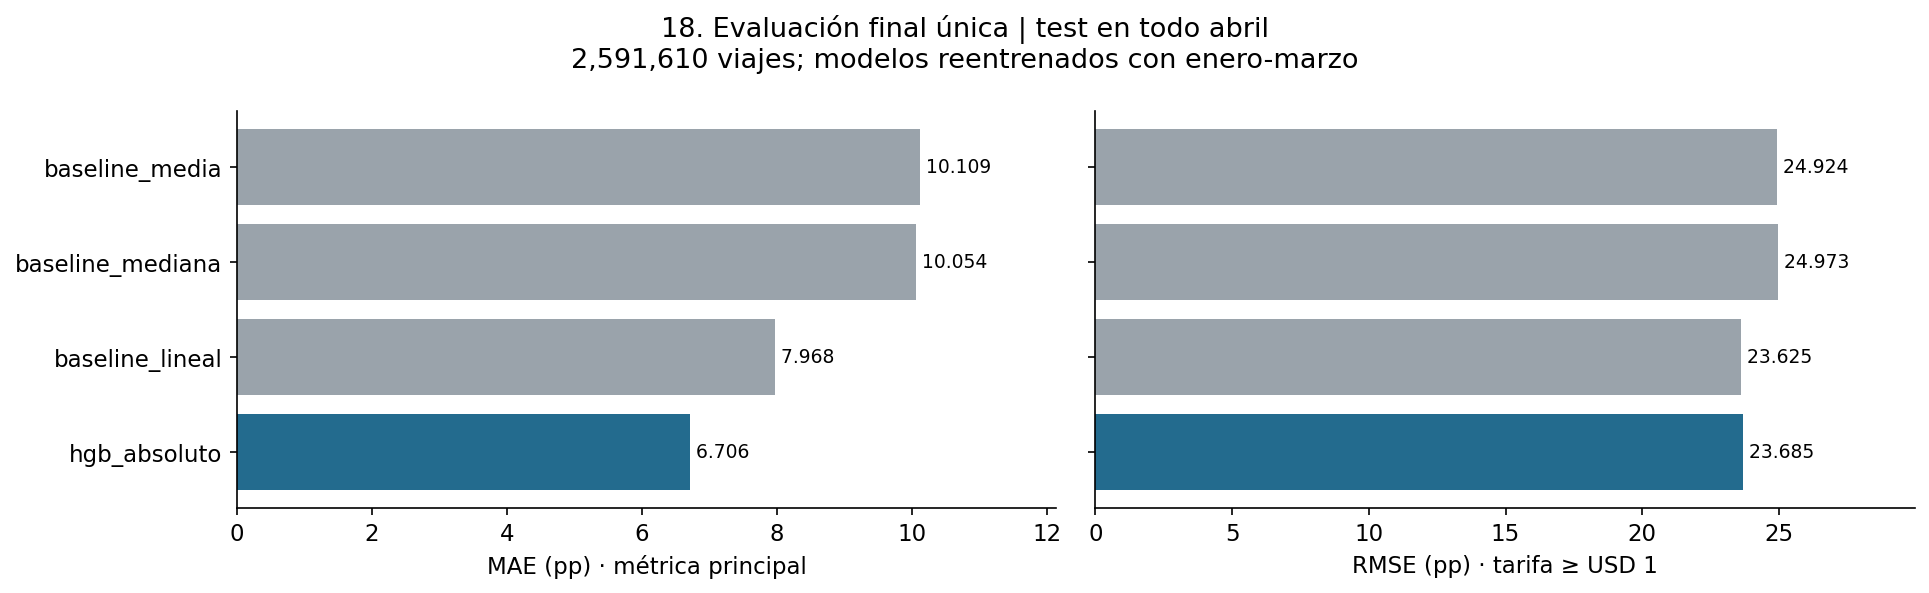 18. Evaluación final única | test en todo abril
2,591,610 viajes; modelos reentrenados con enero-marzo
baseline_media
10.109
baseline_mediana
10.054
baseline_lineal
7.968
hgb_absoluto
6.706
0 2 4 6 8 10 12
MAE (pp) · métrica principal
24.924
24.973
23.625
23.685
0 5 10 15 20 25
RMSE (pp) · tarifa ≥ USD 1